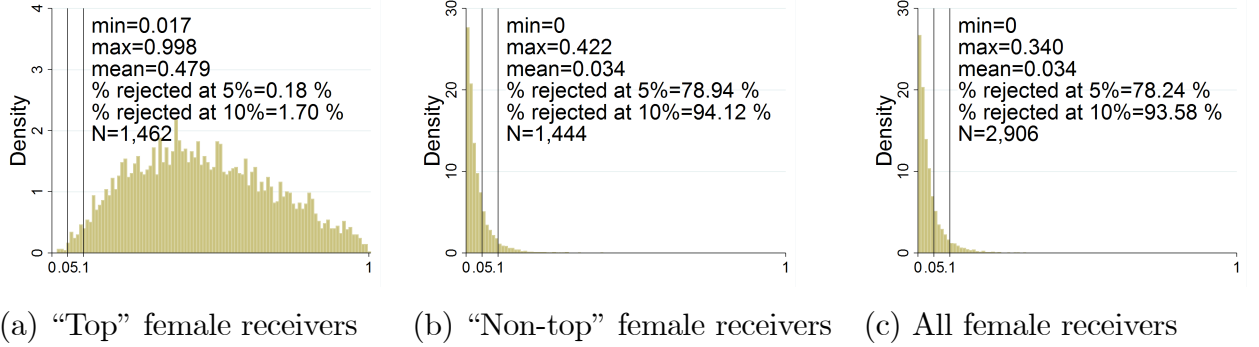 4
3
2
1
0
Density
min=0.017
max=0.998
mean=0.479
% rejected at 5%=0.18 %
% rejected at 10%=1.70 %
N=1,462
0 .05 .1 1
(a) “Top” female receivers
30
20
10
0
Density
min=0
max=0.422
mean=0.034
% rejected at 5%=78.94 %
% rejected at 10%=94.12 %
N=1,444
0 .05 .1 1
(b) “Non-top” female receivers
30
20
10
0
Density
min=0
max=0.340
mean=0.034
% rejected at 5%=78.24 %
% rejected at 10%=93.58 %
N=2,906
0 .05 .1 1
(c) All female receivers